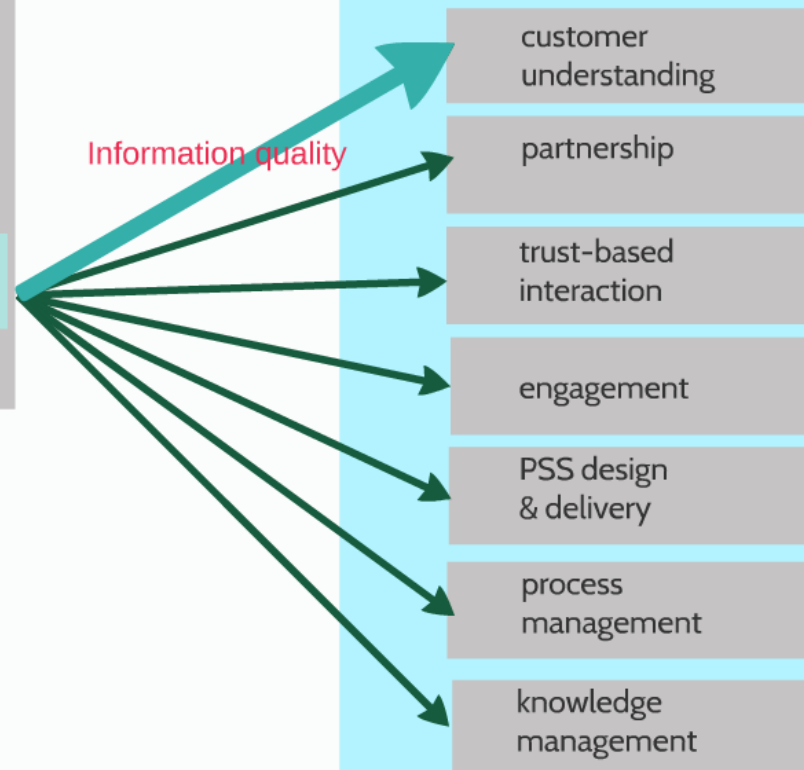 customer
understanding
Information quality
partnership
trust-based
interaction
engagement
PSS design
& delivery
process
management
knowledge
management